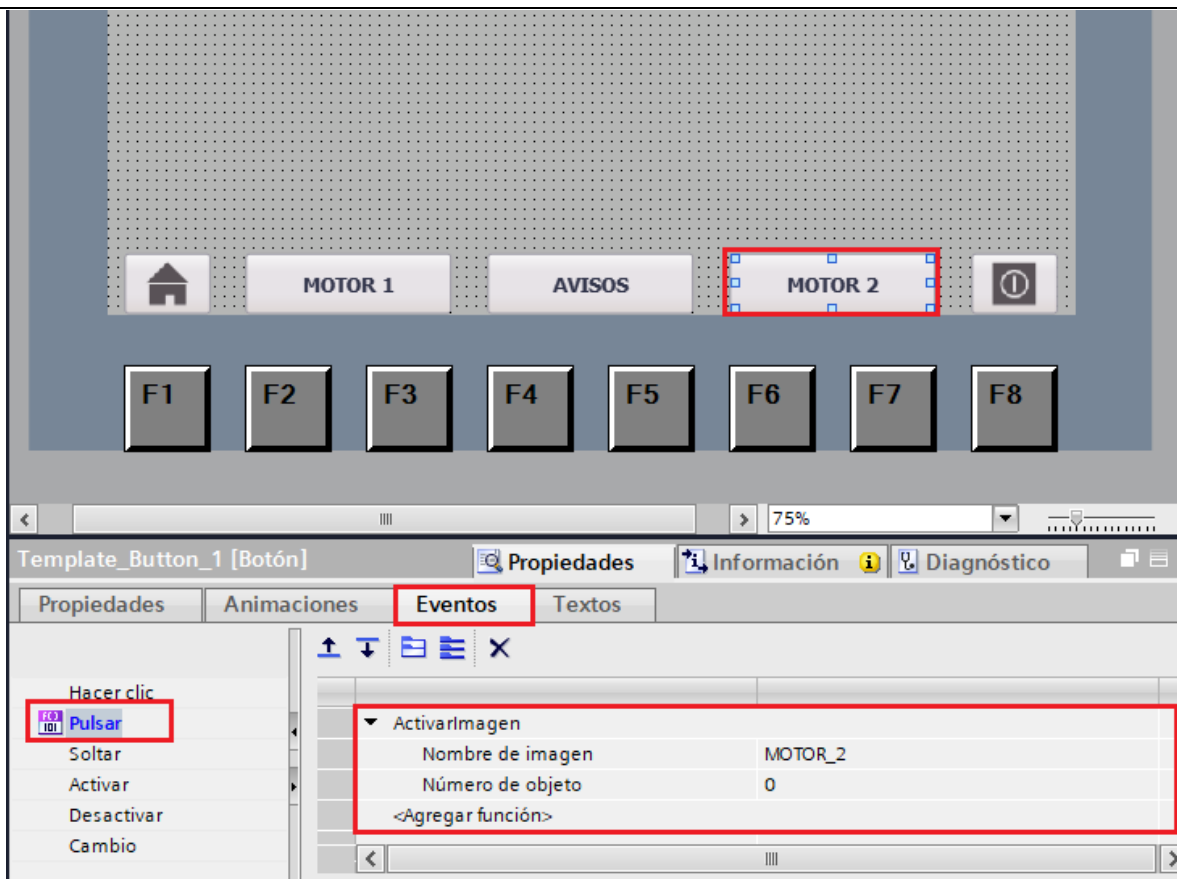 MOTOR 1 AVISOS MOTOR 2
F1 F2 F3 F4 F5 F6 F7 F8
75%
Template_Button_1 [Botón] Propiedades Información Diagnóstico
Propiedades Animaciones Eventos Textos
Hacer clic
Pulsar ActivarImagen
Soltar Nombre de imagen MOTOR_2
Activar Número de objeto 0
Desactivar <Agregar función>
Cambio